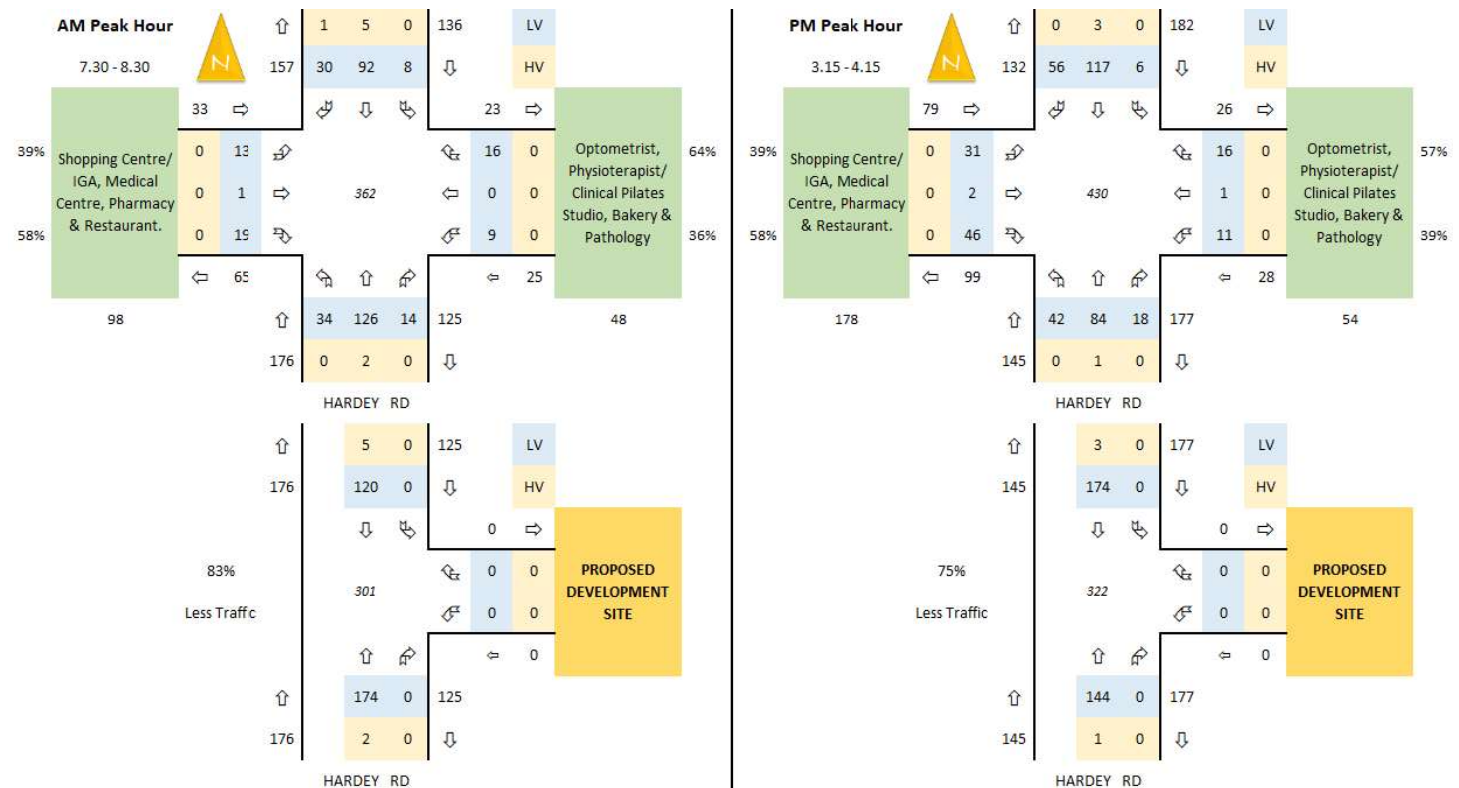 AM Peak Hour
1 5 0 136 LV
7.30 - 8.30 N 157 30 92 8 HV
33 23
39% 0 13 16 0 64%
Shopping Centre/
IGA, Medical
Centre, Pharmacy
& Restaurant.
0 1 362 0 0
Optometrist,
Physioterapist/
Clinical Pilates
Studio, Bakery &
Pathology
58% 0 19 9 0 36%
65 25
98 34 126 14 125 48
176 0 2 0
HARDEY RD
5 0 125 LV
176 120 0 HV
0
83% 0 0
301
Less Traffic 0 0
PROPOSED
DEVELOPMENT
SITE
0
174 0 125
176 2 0
HARDEY RD
PM Peak Hour
0 3 0 182 LV
3.15 - 4.15 N 132 56 117 6 HV
79 26
39% 0 31 16 0 57%
Shopping Centre/
IGA, Medical
Centre, Pharmacy
& Restaurant.
0 2 430 1 0
Optometrist,
Physioterapist/
Clinical Pilates
Studio, Bakery &
Pathology
58% 0 46 11 0 39%
99 28
178 42 84 18 177 54
145 0 1 0
HARDEY RD
3 0 177 LV
145 174 0 HV
0
75% 0 0
322
Less Traffic 0 0
PROPOSED
DEVELOPMENT
SITE
0
144 0 177
145 1 0
HARDEY RD